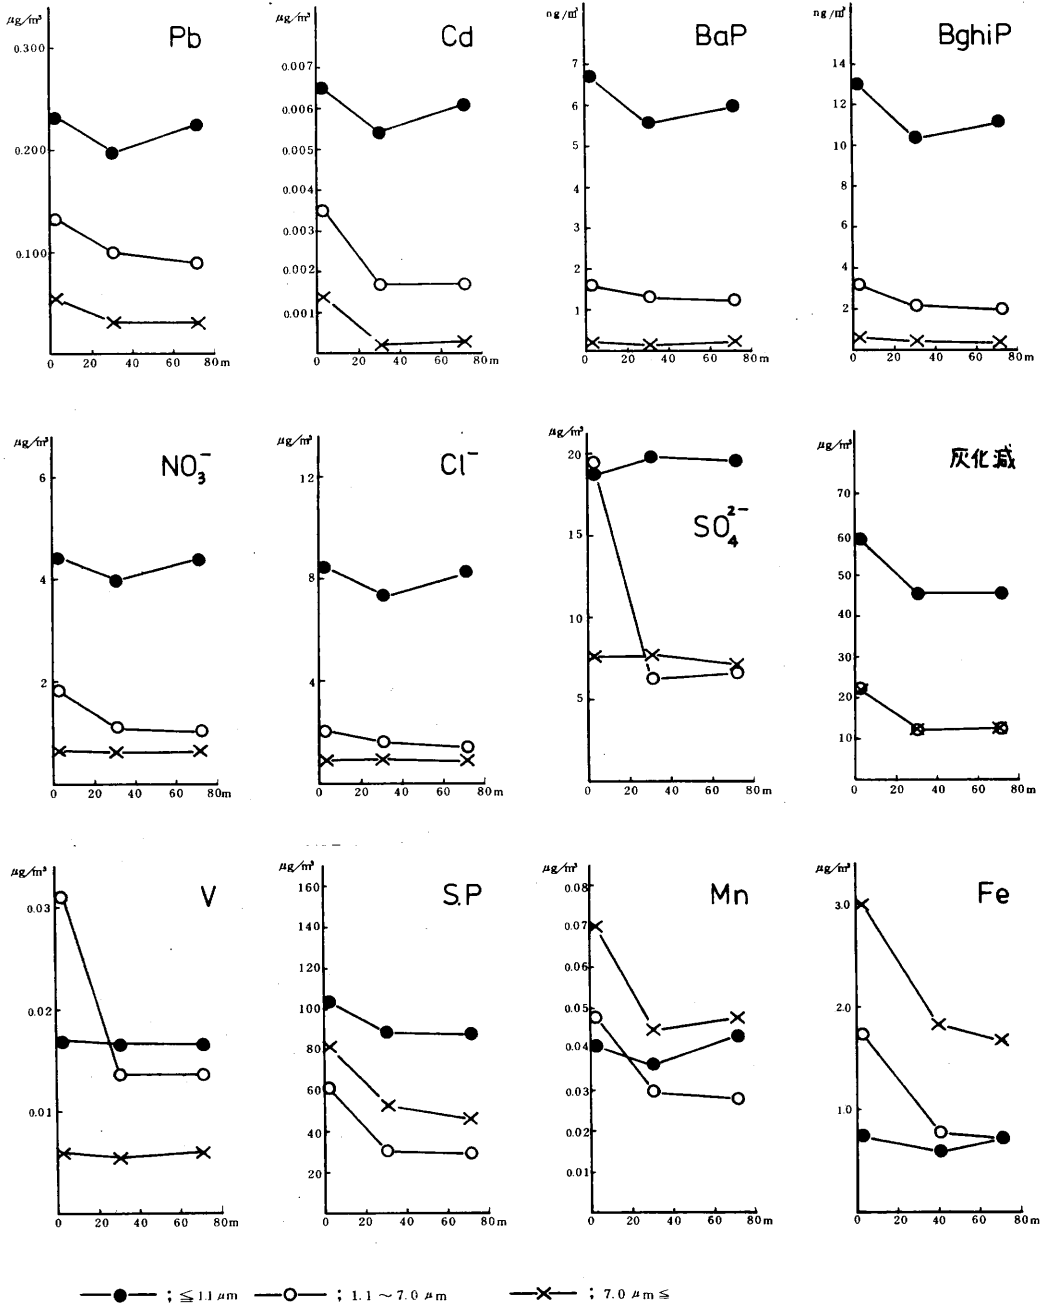 μg/m³ Pb
0.300
0.200
0.100
0 20 40 60 80m
μg/m³ Cd
0.007
0.006
0.005
0.004
0.003
0.002
0.001
0 20 40 60 80m
ng/m³ BaP
7
6
5
4
3
2
1
0 20 40 60 80m
ng/m³ BghiP
14
12
10
8
6
4
2
0 20 40 60 80m
μg/m³ NO₃⁻
6
4
2
0 20 40 60 80m
μg/m³ Cl⁻
12
8
4
0 20 40 60 80m
μg/m³
20
SO₄²⁻
15
10
5
0 20 40 60 80m
μg/m³ 灰化減
70
60
50
40
30
20
10
0 20 40 60 80m
μg/m³ V
0.03
0.02
0.01
0 20 40 60 80m
μg/m³ S.P
160
140
120
100
80
60
40
20
0 20 40 60 80m
μg/m³ Mn
0.08
0.07
0.06
0.05
0.04
0.03
0.02
0.01
0 20 40 60 80m
μg/m³ Fe
3.0
2.0
1.0
0 20 40 60 80m
; ≦1.1 μm ; 1.1 ~ 7.0 μm ; 7.0 μm ≦